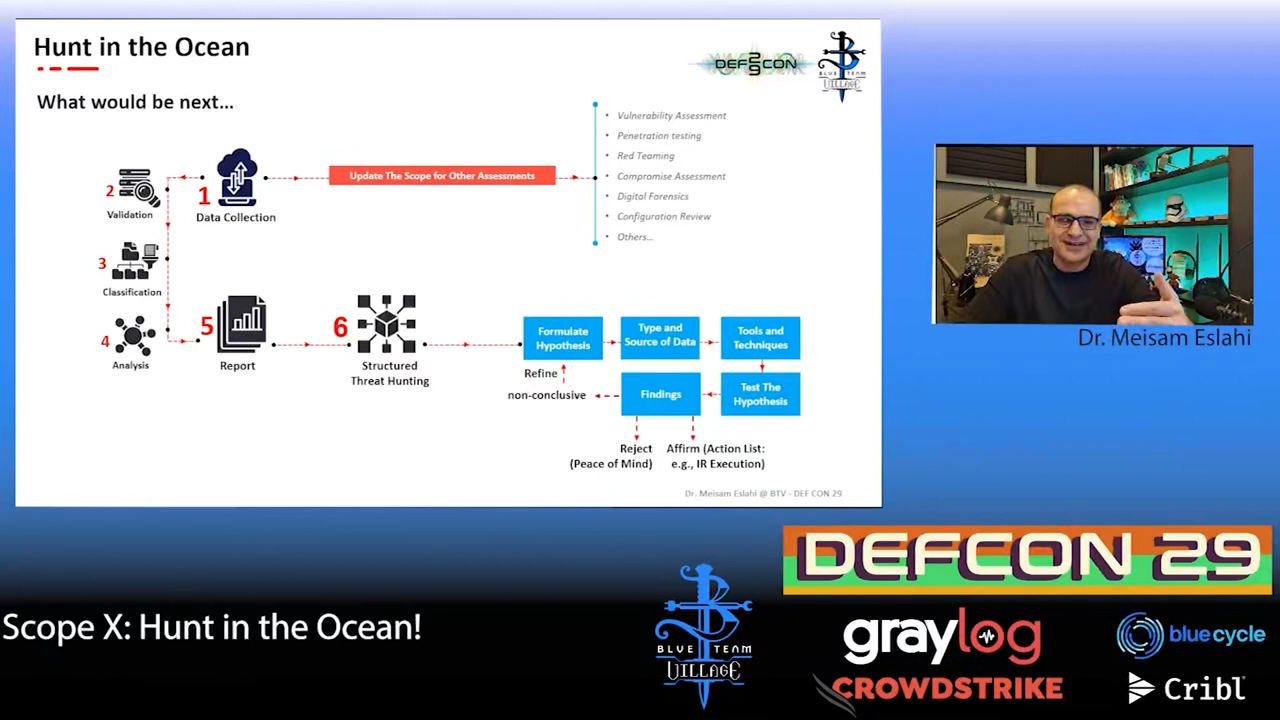 Hunt in the Ocean
DEF CON 29
BLUE TEAM
VILLAGE
What would be next...
• Vulnerability Assessment
• Penetration testing
• Red Teaming
• Compromise Assessment
• Digital Forensics
• Configuration Review
• Others...
Update The Scope for Other Assessments
1
Data Collection
2
Validation
3
Classification
4
Analysis
5
Report
6
Structured
Threat Hunting
Formulate
Hypothesis
Type and
Source of Data
Tools and
Techniques
Test The
Hypothesis
Findings
Refine
non-conclusive
Reject
(Peace of Mind)
Affirm (Action List:
e.g., IR Execution)
Dr. Meisam Eslahi @ BTV - DEF CON 29
Dr. Meisam Eslahi
DEFCON 29
Scope X: Hunt in the Ocean!
BLUE TEAM
VILLAGE
graylog
blue cycle
CROWDSTRIKE
Cribl